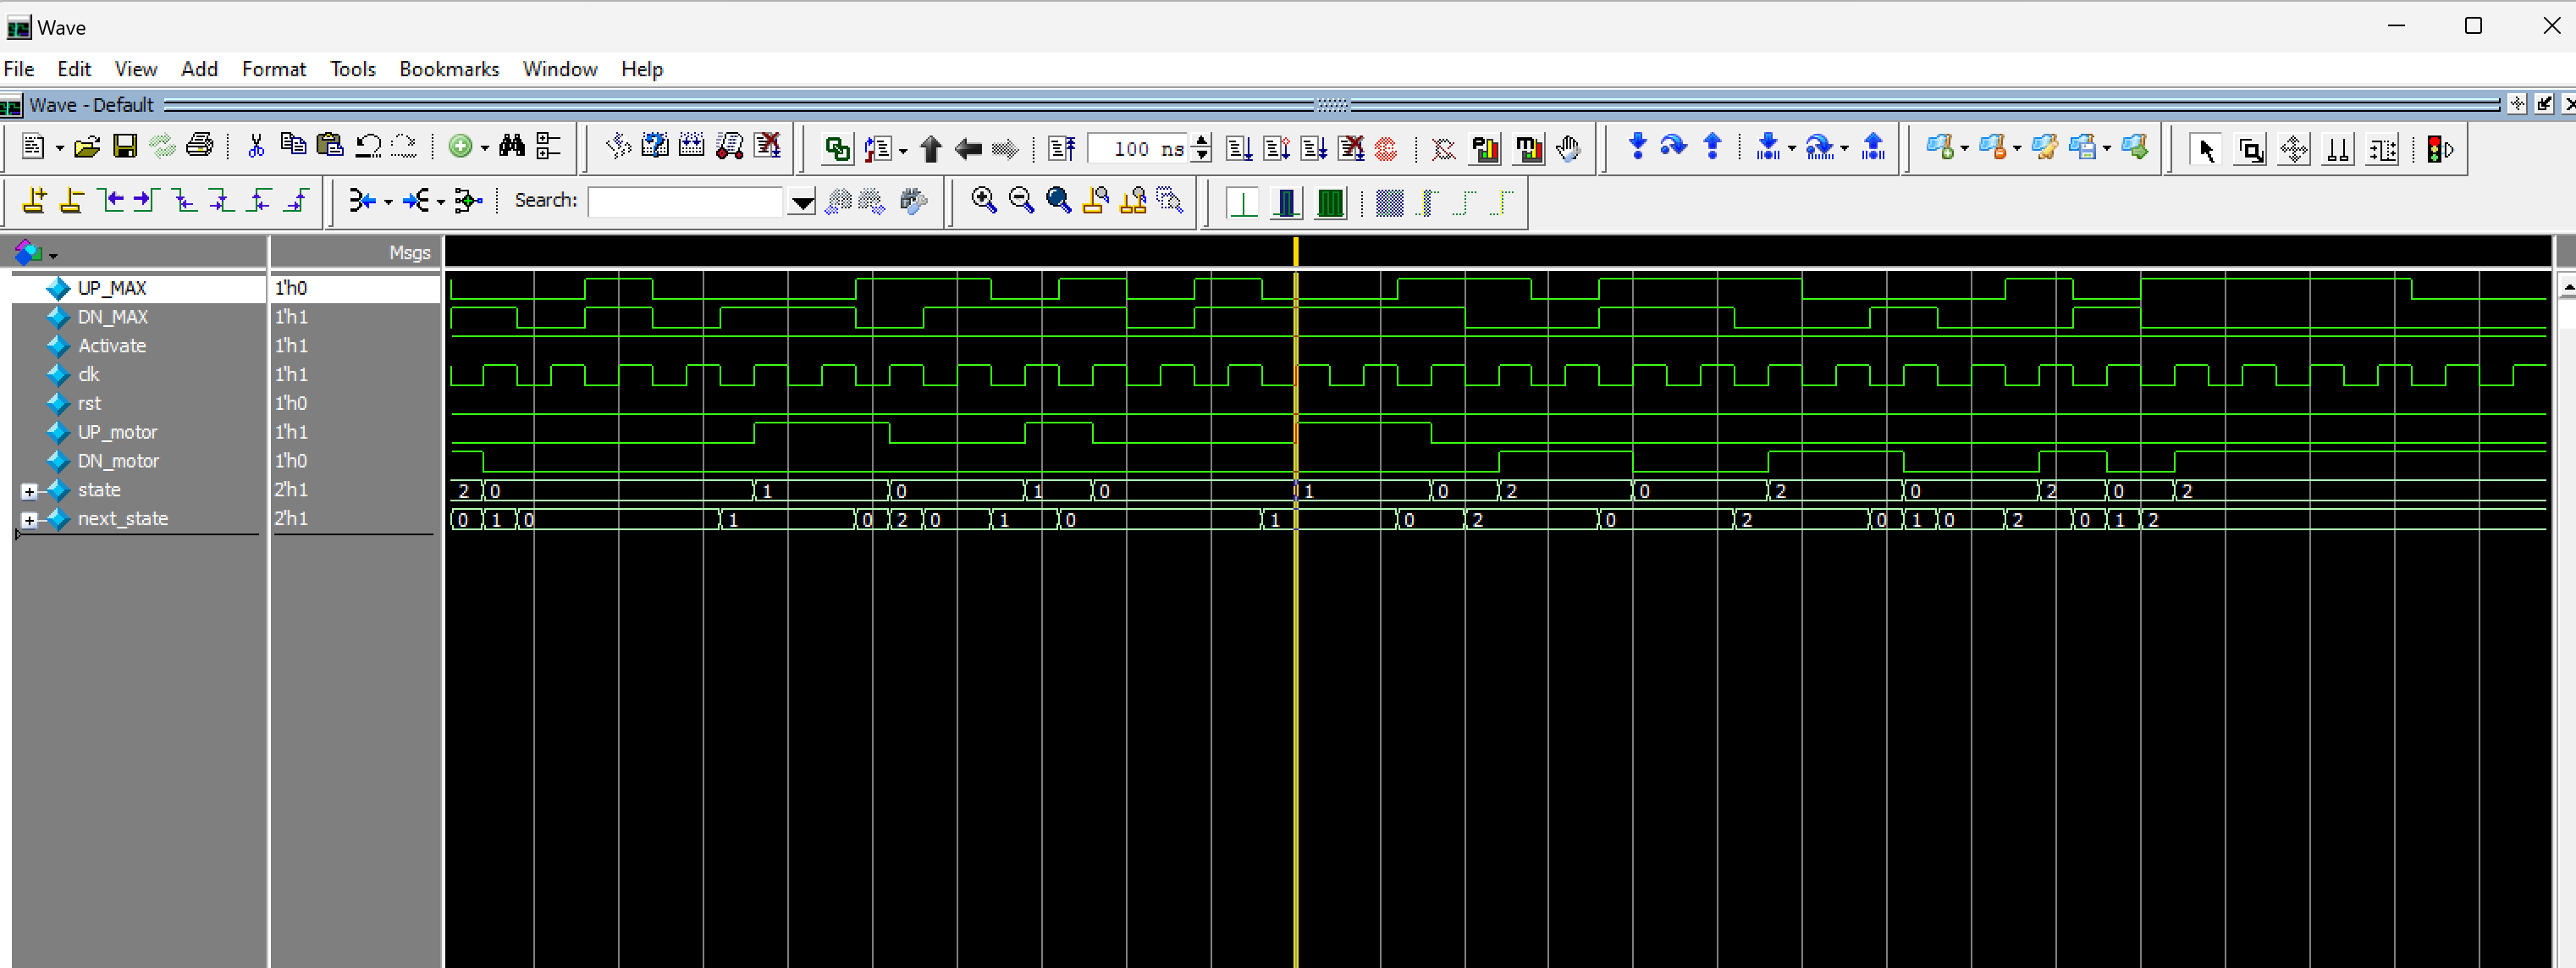 Wave
File Edit View Add Format Tools Bookmarks Window Help
Wave - Default
100 ns
Search:
Msgs
UP_MAX 1'h0
DN_MAX 1'h1
Activate 1'h1
clk 1'h1
rst 1'h0
UP_motor 1'h1
DN_motor 1'h0
state 2'h1 2 0 1 0 1 0 1 0 2 0 2 0 2 0 2
next_state 2'h1 0 1 0 1 0 2 0 1 0 1 0 2 0 2 0 1 0 2 0 1 2